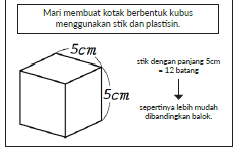 Mari membuat kotak berbentuk kubus
menggunakan stik dan plastisin.
5cm
5cm
stik dengan panjang 5cm
= 12 batang
sepertinya lebih mudah
dibandingkan balok.